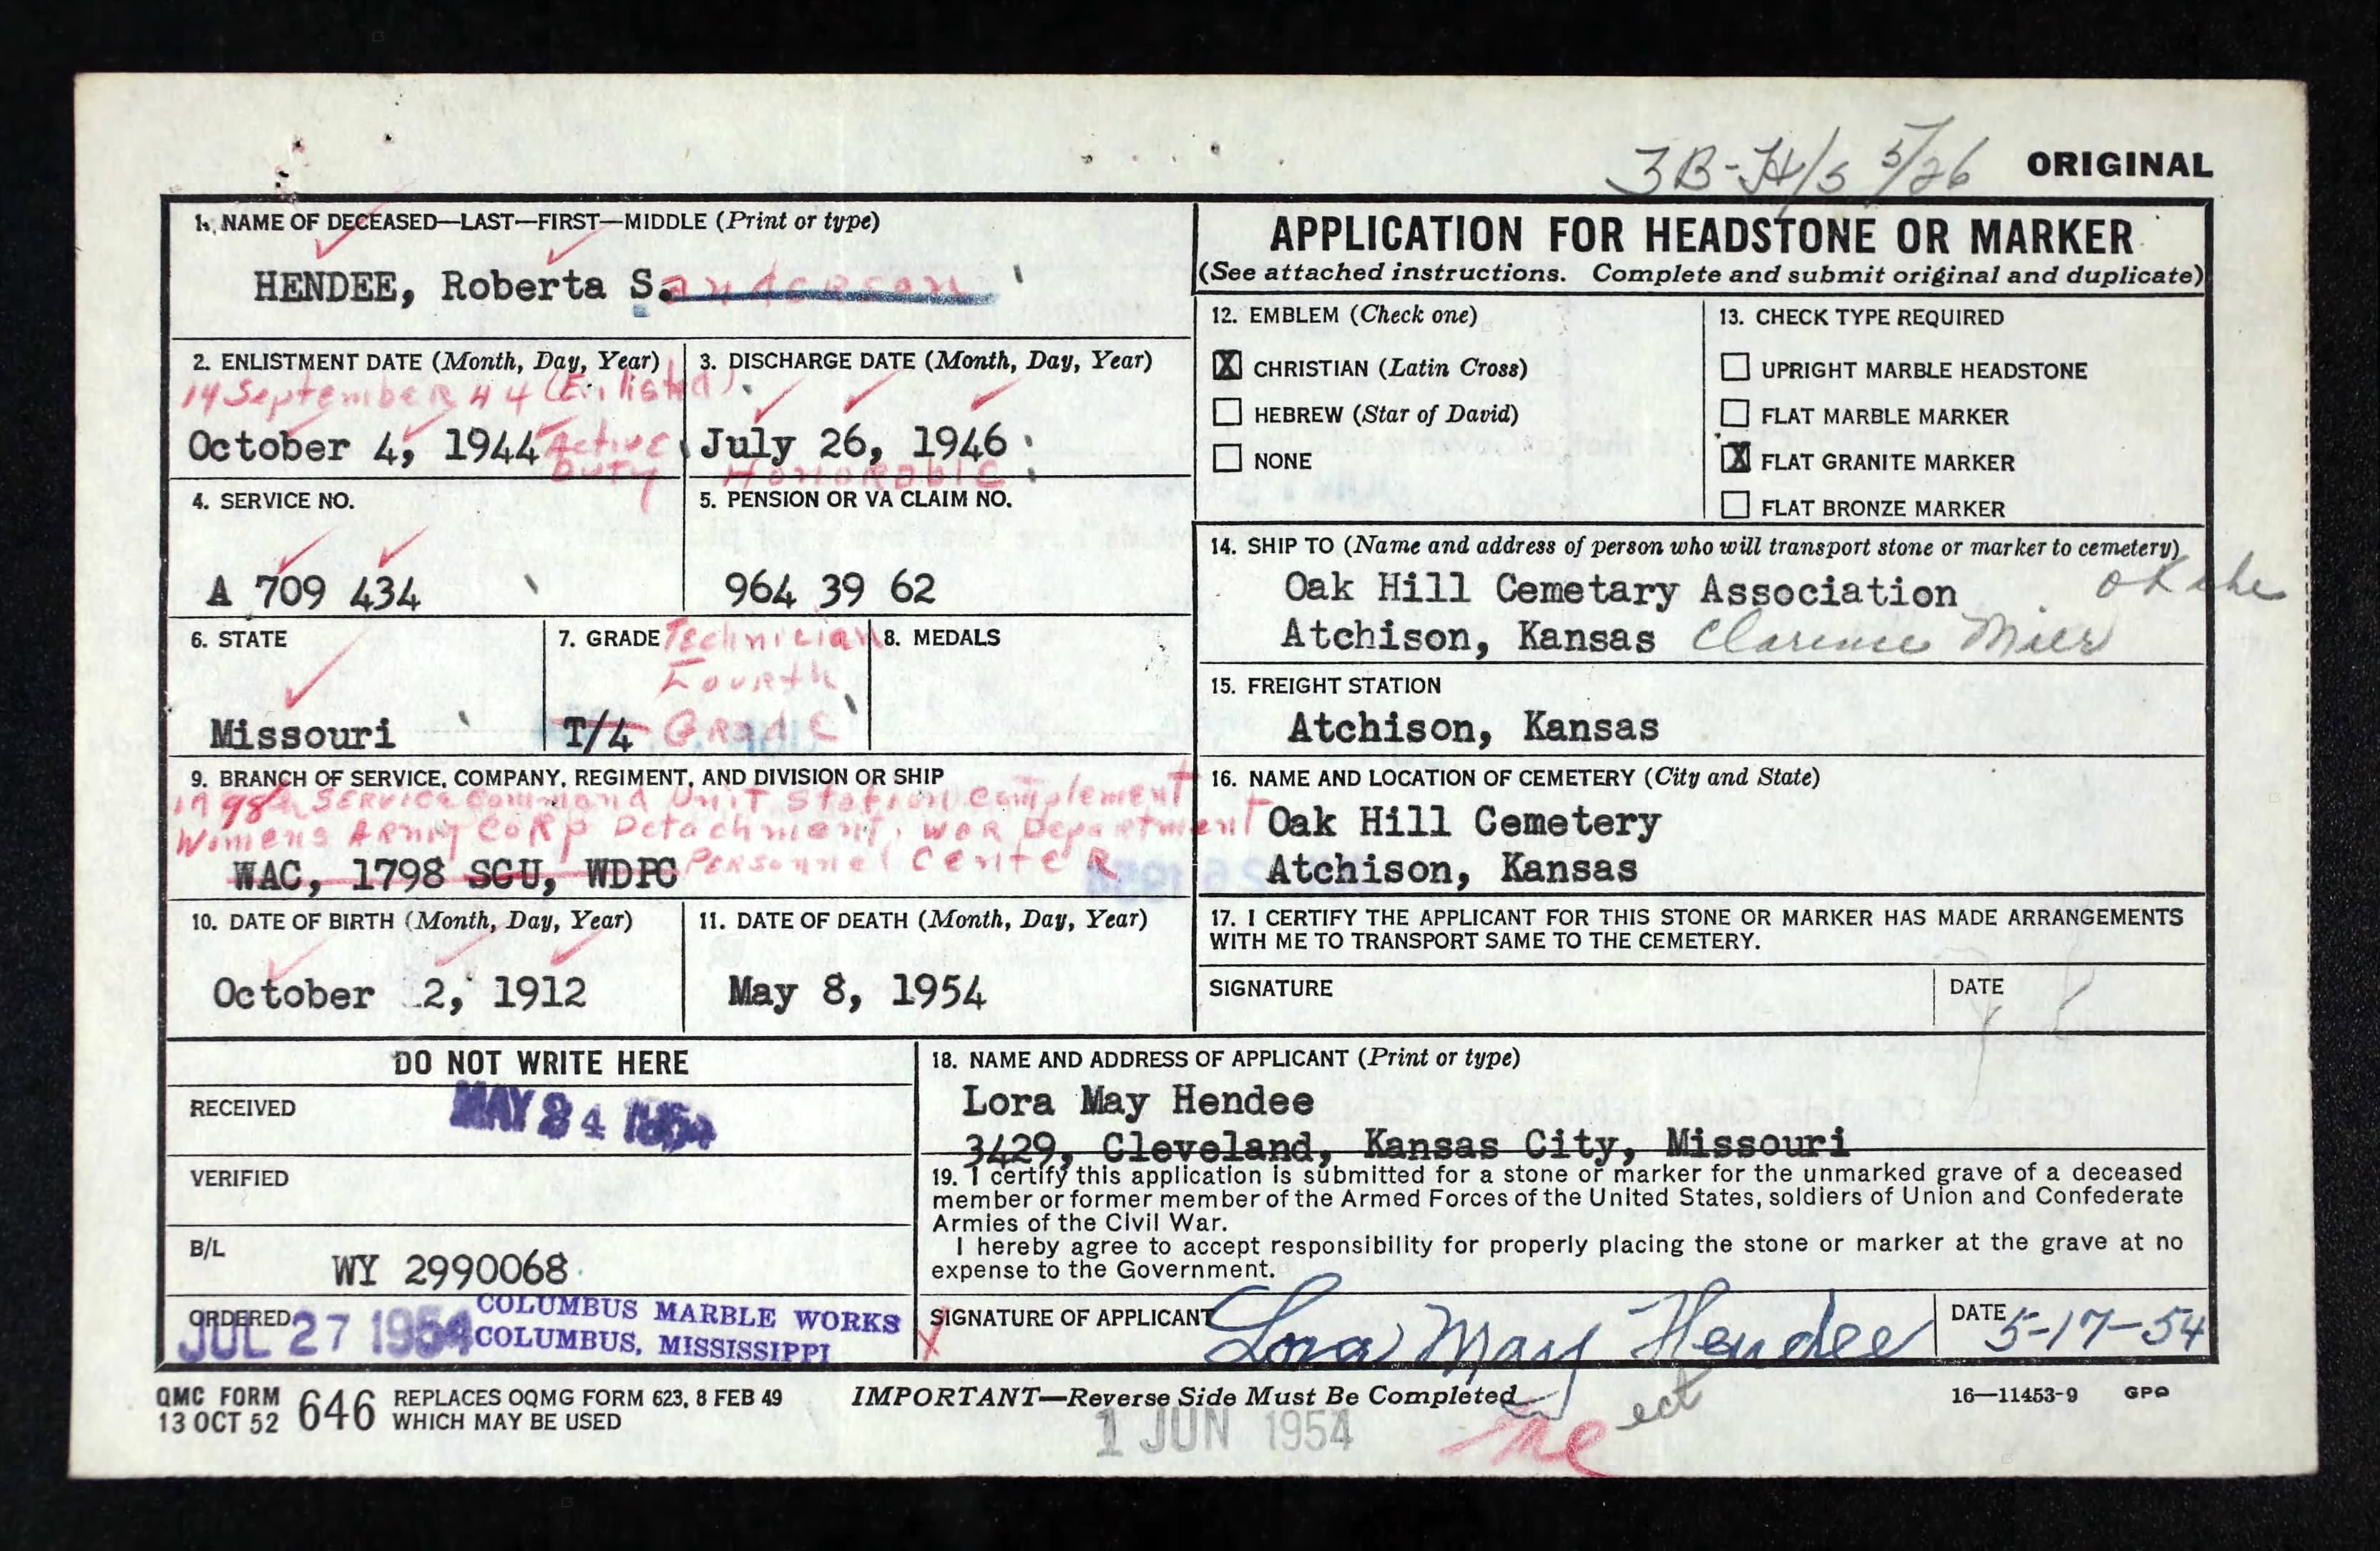 3B-H/S 5/26 ORIGINAL
1. NAME OF DECEASED—LAST—FIRST—MIDDLE (Print or type)
HENDEE, Roberta S. anderson
2. ENLISTMENT DATE (Month, Day, Year)
14 September 44 (Enlisted)
October 4, 1944 Active Duty
3. DISCHARGE DATE (Month, Day, Year)
July 26, 1946
Honorable
4. SERVICE NO.
A 709 434
5. PENSION OR VA CLAIM NO.
964 39 62
6. STATE
Missouri
7. GRADE Technician
Fourth
T/4 Grade
8. MEDALS
9. BRANCH OF SERVICE, COMPANY, REGIMENT, AND DIVISION OR SHIP
1798 Service Command Unit Station Complement
Womens Army Corp Detachment, War Department
WAC, 1798 SCU, WDPC Personnel Center
10. DATE OF BIRTH (Month, Day, Year)
October 2, 1912
11. DATE OF DEATH (Month, Day, Year)
May 8, 1954
APPLICATION FOR HEADSTONE OR MARKER
(See attached instructions. Complete and submit original and duplicate)
12. EMBLEM (Check one)
X CHRISTIAN (Latin Cross)
HEBREW (Star of David)
NONE
13. CHECK TYPE REQUIRED
UPRIGHT MARBLE HEADSTONE
FLAT MARBLE MARKER
X FLAT GRANITE MARKER
FLAT BRONZE MARKER
14. SHIP TO (Name and address of person who will transport stone or marker to cemetery)
Oak Hill Cemetary Association ok
Atchison, Kansas Clarence
15. FREIGHT STATION
Atchison, Kansas
16. NAME AND LOCATION OF CEMETERY (City and State)
Oak Hill Cemetery
Atchison, Kansas
17. I CERTIFY THE APPLICANT FOR THIS STONE OR MARKER HAS MADE ARRANGEMENTS
WITH ME TO TRANSPORT SAME TO THE CEMETERY.
SIGNATURE
DATE
DO NOT WRITE HERE
RECEIVED MAY 24 1954
VERIFIED
B/L
WY 2990068
ORDERED JUL 27 1954
COLUMBUS MARBLE WORKS
COLUMBUS, MISSISSIPPI
18. NAME AND ADDRESS OF APPLICANT (Print or type)
Lora May Hendee
3429, Cleveland, Kansas City, Missouri
19. I certify this application is submitted for a stone or marker for the unmarked grave of a deceased
member or former member of the Armed Forces of the United States, soldiers of Union and Confederate
Armies of the Civil War.
I hereby agree to accept responsibility for properly placing the stone or marker at the grave at no
expense to the Government.
SIGNATURE OF APPLICANT Lora May Hendee
DATE 5-17-54
QMC FORM
13 OCT 52 646
REPLACES OQMG FORM 623, 8 FEB 49
WHICH MAY BE USED
IMPORTANT—Reverse Side Must Be Completed
16—11453-9 GPO
1 JUN 1954
ect